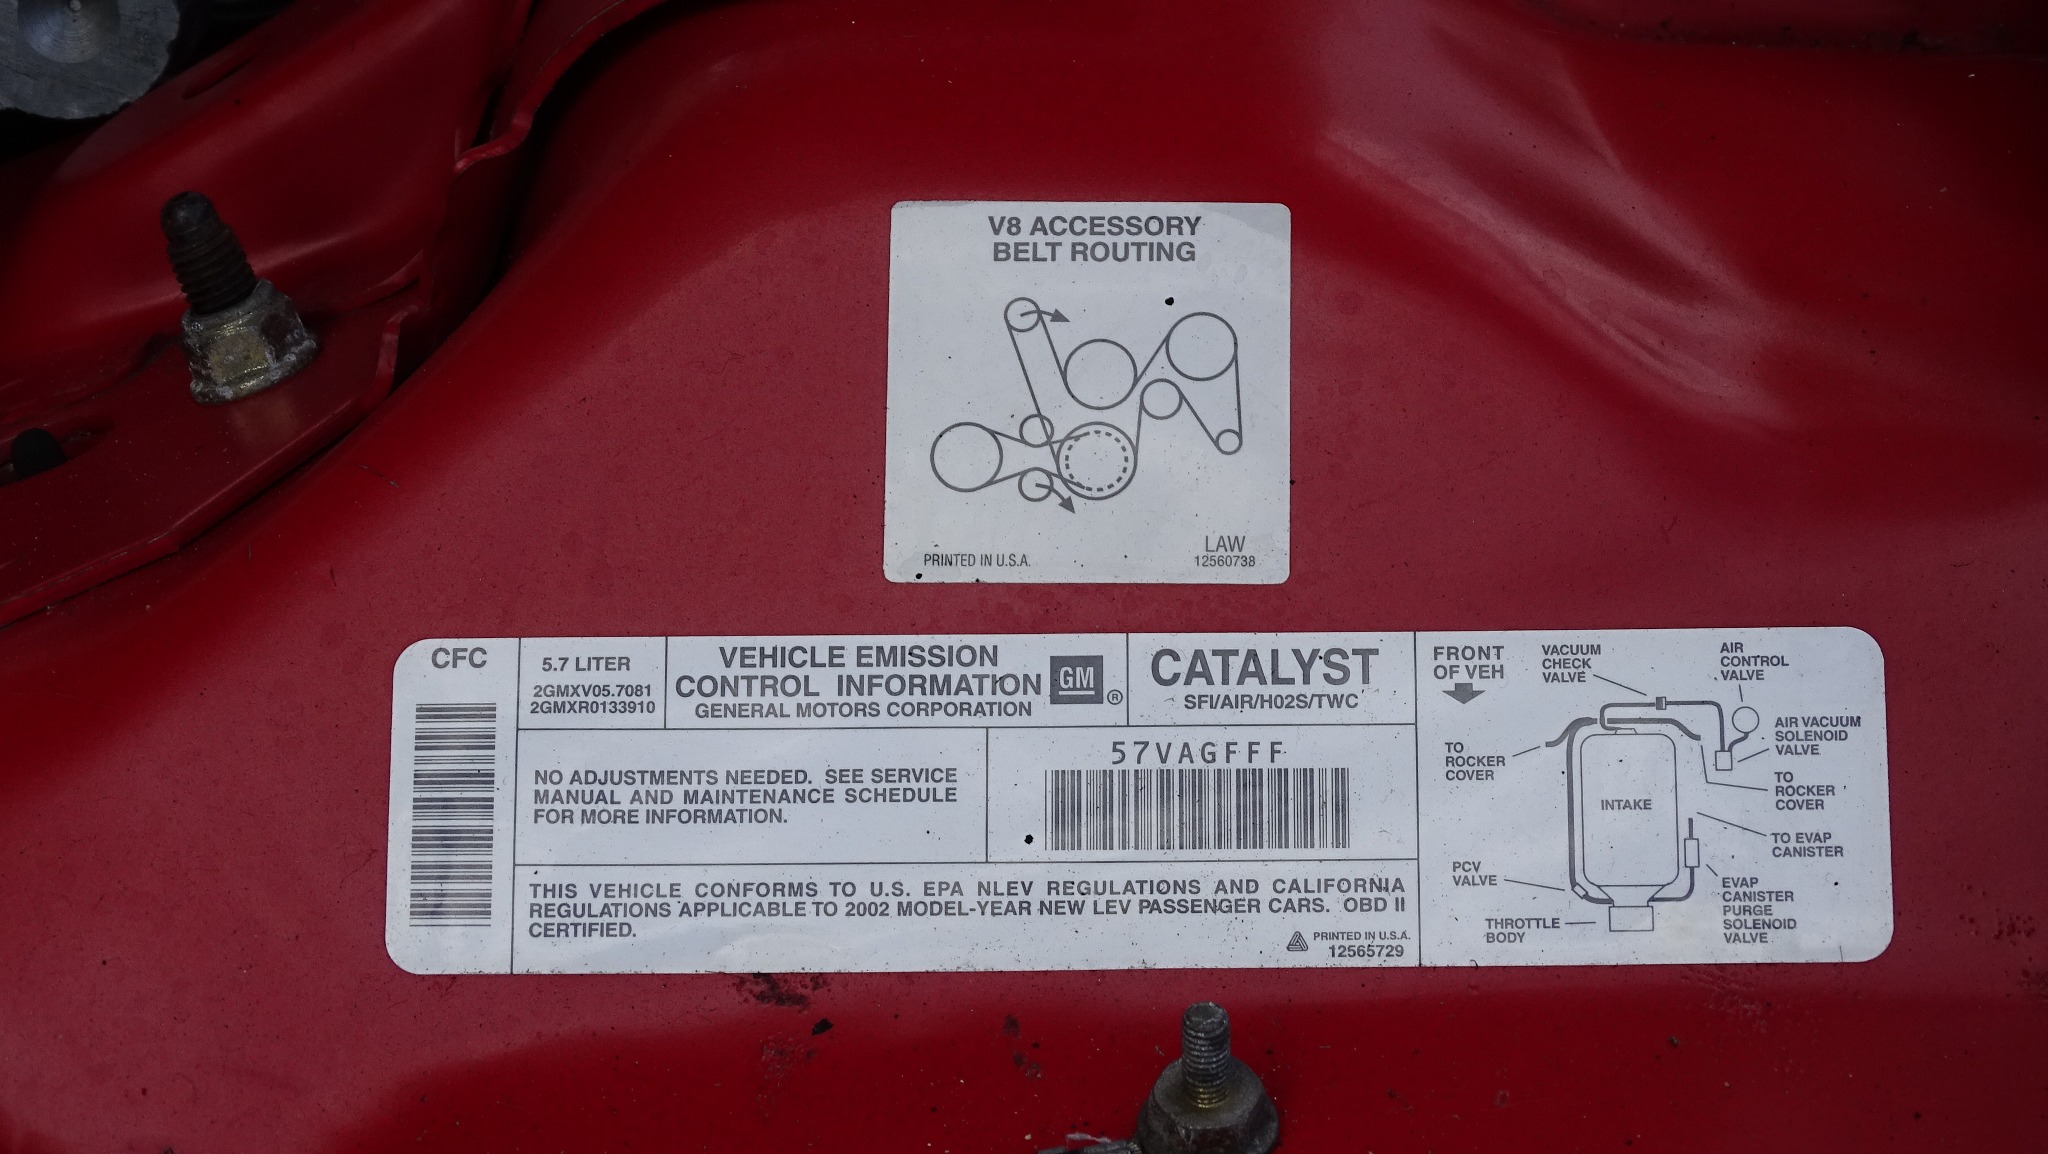 V8 ACCESSORY
BELT ROUTING
LAW
PRINTED IN U.S.A.
12560738
CFC
5.7 LITER
2GMXV05.7081
2GMXR0133910
VEHICLE EMISSION
CONTROL INFORMATION
GENERAL MOTORS CORPORATION
GM
®
CATALYST
SFI/AIR/H02S/TWC
NO ADJUSTMENTS NEEDED. SEE SERVICE
MANUAL AND MAINTENANCE SCHEDULE
FOR MORE INFORMATION.
57VAGFFF
THIS VEHICLE CONFORMS TO U.S. EPA NLEV REGULATIONS AND CALIFORNIA
REGULATIONS APPLICABLE TO 2002 MODEL-YEAR NEW LEV PASSENGER CARS. OBD II
CERTIFIED.
PRINTED IN U.S.A.
12565729
FRONT
OF VEH
VACUUM
CHECK
VALVE
AIR
CONTROL
VALVE
AIR VACUUM
SOLENOID
VALVE
TO
ROCKER
COVER
TO
ROCKER
COVER
INTAKE
TO EVAP
CANISTER
PCV
VALVE
EVAP
CANISTER
PURGE
SOLENOID
VALVE
THROTTLE
BODY